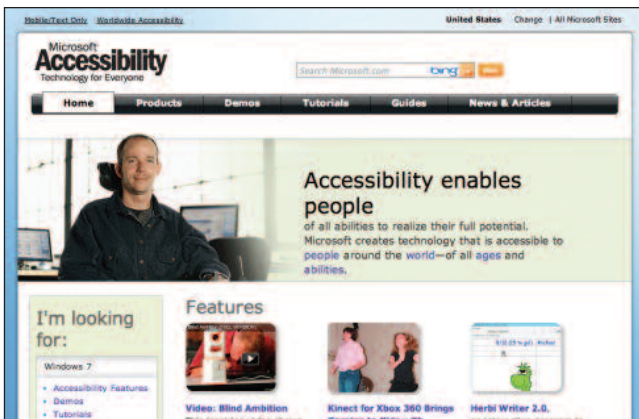 Mobile/Text Only Worldwide Accessibility
United States Change | All Microsoft Sites
Microsoft
Accessibility
Technology for Everyone
Search Microsoft.com bing
Home Products Demos Tutorials Guides News & Articles
Accessibility enables
people
of all abilities to realize their full potential.
Microsoft creates technology that is accessible to
people around the world—of all ages and
abilities.
I'm looking
for:
Windows 7
Accessibility Features
Demos
Tutorials
Features
Video: Blind Ambition
Kinect for Xbox 360 Brings
Herbi Writer 2.0,